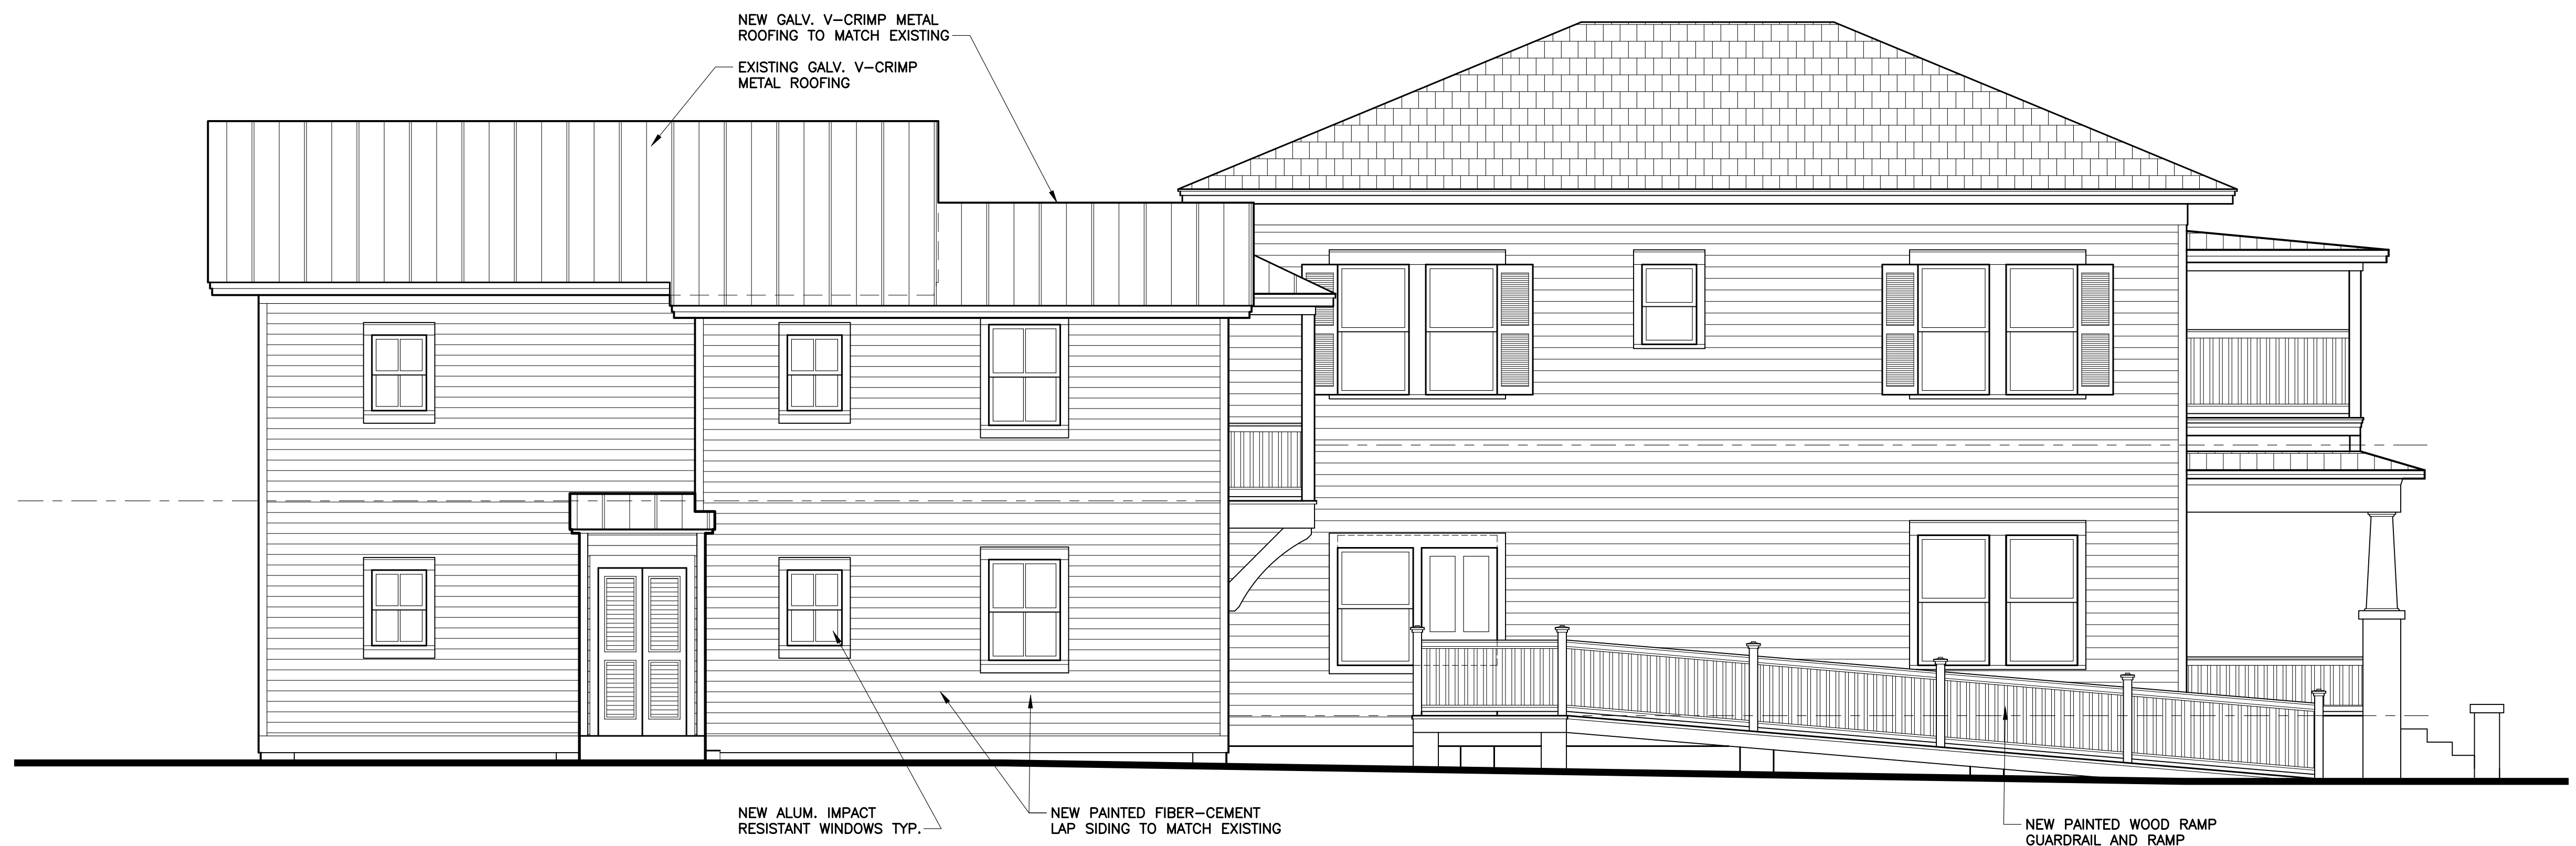 NEW GALV. V-CRIMP METAL
ROOFING TO MATCH EXISTING
EXISTING GALV. V-CRIMP
METAL ROOFING
NEW ALUM. IMPACT
RESISTANT WINDOWS TYP.
NEW PAINTED FIBER-CEMENT
LAP SIDING TO MATCH EXISTING
NEW PAINTED WOOD RAMP
GUARDRAIL AND RAMP